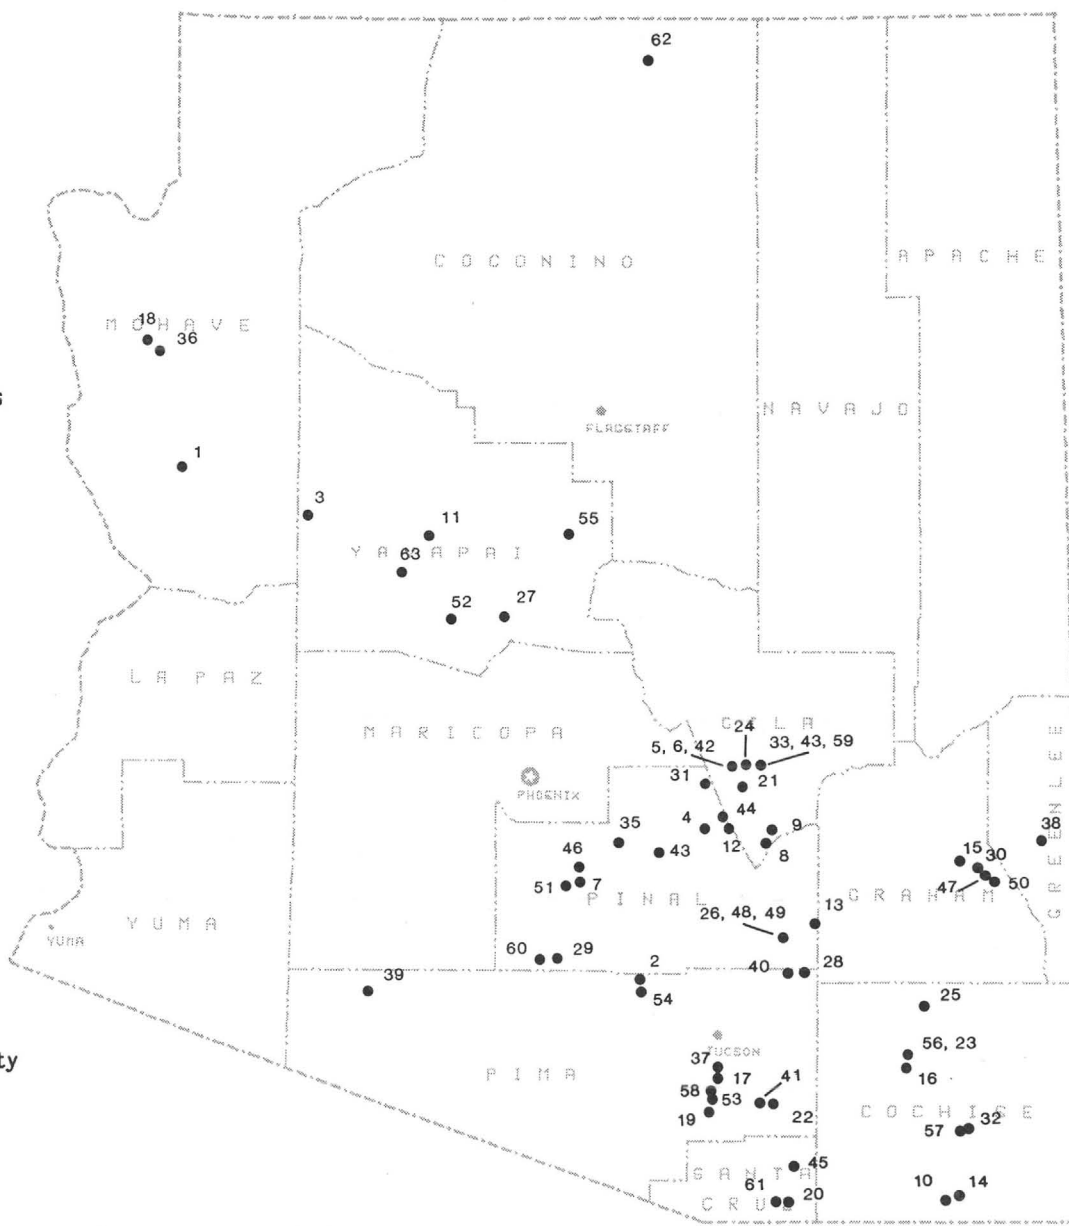 62
COCONINO
APACHE
MOHAVE
18
36
NAVAJO
s
FLAGSTAFF
1
3
11
55
YAVAPAI
63
52
27
LA PAZ
GILA
MARICOPA
24
5, 6, 42
33, 43, 59
31
21
PHOENIX
44
GREENLEE
4
12
9
38
35
43
8
46
15
30
51
7
47
50
PINAL
GRAHAM
26, 48, 49
13
YUMA
YUMA
60
29
2
40
28
39
54
25
TUCSON
56, 23
ty
37
PIMA
17
41
16
58
53
COCHISE
19
22
57
32
45
SANTA
CRUZ
61
20
10
14